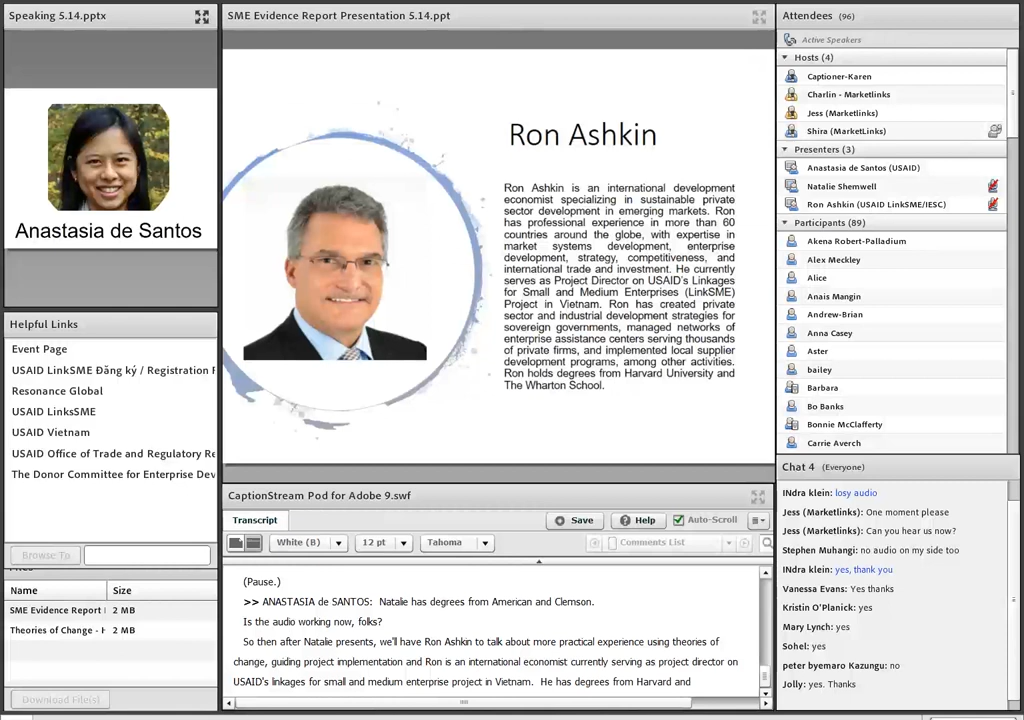 Speaking 5.14.pptx
Anastasia de Santos
Helpful Links
Event Page
USAID LinkSME Đăng ký / Registration F
Resonance Global
USAID LinksSME
USAID Vietnam
USAID Office of Trade and Regulatory Re
The Donor Committee for Enterprise Dev
Browse To
Name Size
SME Evidence Report 2 MB
Theories of Change - 2 MB
Download File(s)
SME Evidence Report Presentation 5.14.ppt
Ron Ashkin
Ron Ashkin is an international development
economist specializing in sustainable private
sector development in emerging markets. Ron
has professional experience in more than 60
countries around the globe, with expertise in
market systems development, enterprise
development, strategy, competitiveness, and
international trade and investment. He currently
serves as Project Director on USAID's Linkages
for Small and Medium Enterprises (LinkSME)
Project in Vietnam. Ron has created private
sector and industrial development strategies for
sovereign governments, managed networks of
enterprise assistance centers serving thousands
of private firms, and implemented local supplier
development programs, among other activities.
Ron holds degrees from Harvard University and
The Wharton School.
CaptionStream Pod for Adobe 9.swf
Transcript Save Help Auto-Scroll
White (B) 12 pt Tahoma Comments List
(Pause.)
>> ANASTASIA de SANTOS: Natalie has degrees from American and Clemson.
Is the audio working now, folks?
So then after Natalie presents, we'll have Ron Ashkin to talk about more practical experience using theories of
change, guiding project implementation and Ron is an international economist currently serving as project director on
USAID's linkages for small and medium enterprise project in Vietnam. He has degrees from Harvard and
Attendees (96)
Active Speakers
Hosts (4)
Captioner-Karen
Charlin - Marketlinks
Jess (Marketlinks)
Shira (MarketLinks)
Presenters (3)
Anastasia de Santos (USAID)
Natalie Shemwell
Ron Ashkin (USAID LinkSME/IESC)
Participants (89)
Akena Robert-Palladium
Alex Meckley
Alice
Anais Mangin
Andrew-Brian
Anna Casey
Aster
bailey
Barbara
Bo Banks
Bonnie McClafferty
Carrie Averch
Chat 4 (Everyone)
INdra klein: losy audio
Jess (Marketlinks): One moment please
Jess (Marketlinks): Can you hear us now?
Stephen Muhangi: no audio on my side too
INdra klein: yes, thank you
Vanessa Evans: Yes thanks
Kristin O'Planick: yes
Mary Lynch: yes
Sohel: yes
peter byemaro Kazungu: no
Jolly: yes. Thanks